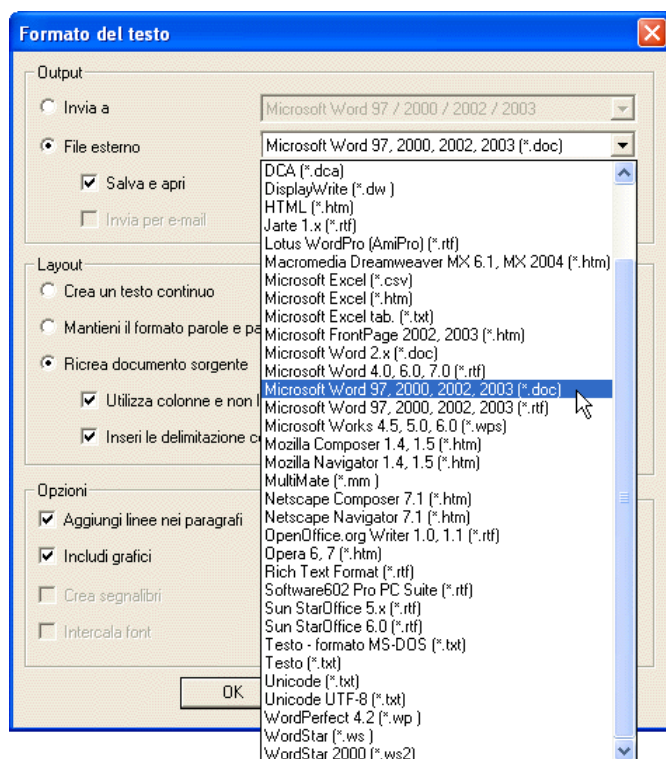 Formato del testo
Output
Invia a
Microsoft Word 97 / 2000 / 2002 / 2003
File esterno
Microsoft Word 97, 2000, 2002, 2003 (*.doc)
Salva e apri
Invia per e-mail
Layout
Crea un testo continuo
Mantieni il formato parole e pa
Ricrea documento sorgente
Utilizza colonne e non l
Inseri le delimitazione co
Opzioni
Aggiungi linee nei paragrafi
Includi grafici
Crea segnalibri
Intercala font
OK
DCA (*.dca)
DisplayWrite (*.dw )
HTML (*.htm)
Jarte 1.x (*.rtf)
Lotus WordPro (AmiPro) (*.rtf)
Macromedia Dreamweaver MX 6.1, MX 2004 (*.htm)
Microsoft Excel (*.csv)
Microsoft Excel (*.htm)
Microsoft Excel tab. (*.txt)
Microsoft FrontPage 2002, 2003 (*.htm)
Microsoft Word 2.x (*.doc)
Microsoft Word 4.0, 6.0, 7.0 (*.rtf)
Microsoft Word 97, 2000, 2002, 2003 (*.doc)
Microsoft Word 97, 2000, 2002, 2003 (*.rtf)
Microsoft Works 4.5, 5.0, 6.0 (*.wps)
Mozilla Composer 1.4, 1.5 (*.htm)
Mozilla Navigator 1.4, 1.5 (*.htm)
MultiMate (*.mm )
Netscape Composer 7.1 (*.htm)
Netscape Navigator 7.1 (*.htm)
OpenOffice.org Writer 1.0, 1.1 (*.rtf)
Opera 6, 7 (*.htm)
Rich Text Format (*.rtf)
Software602 Pro PC Suite (*.rtf)
Sun StarOffice 5.x (*.rtf)
Sun StarOffice 6.0 (*.rtf)
Testo - formato MS-DOS (*.txt)
Testo (*.txt)
Unicode (*.txt)
Unicode UTF-8 (*.txt)
WordPerfect 4.2 (*.wp )
WordStar (*.ws )
WordStar 2000 (*.ws2)